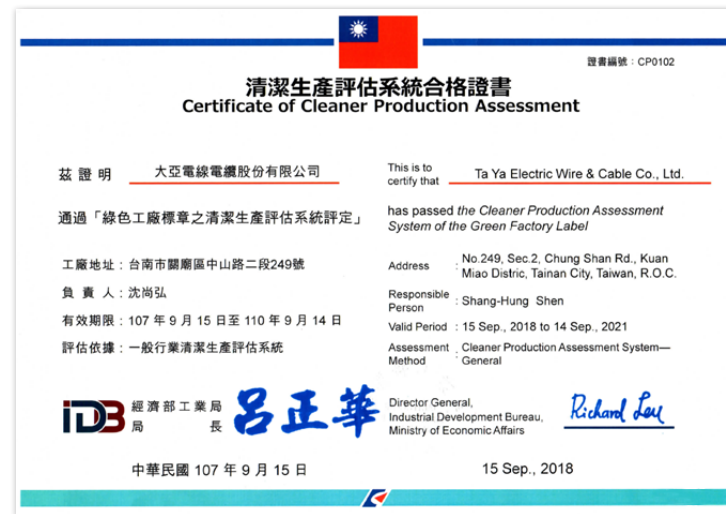 證書編號：CP0102
清潔生產評估系統合格證書
Certificate of Cleaner Production Assessment
茲證明 大亞電線電纜股份有限公司
通過「綠色工廠標章之清潔生產評估系統評定」
工廠地址：台南市關廟區中山路二段249號
負責人：沈尚弘
有效期限：107年9月15日至110年9月14日
評估依據：一般行業清潔生產評估系統
This is to
certify that Ta Ya Electric Wire & Cable Co., Ltd.
has passed the Cleaner Production Assessment
System of the Green Factory Label
Address : No.249, Sec.2, Chung Shan Rd., Kuan
Miao Distric, Tainan City, Taiwan, R.O.C.
Responsible
Person : Shang-Hung Shen
Valid Period : 15 Sep., 2018 to 14 Sep., 2021
Assessment
Method : Cleaner Production Assessment System—
General
IDB 經濟部工業局
局長 呂正華
Director General,
Industrial Development Bureau,
Ministry of Economic Affairs
Richard Leu
中華民國107年9月15日
15 Sep., 2018